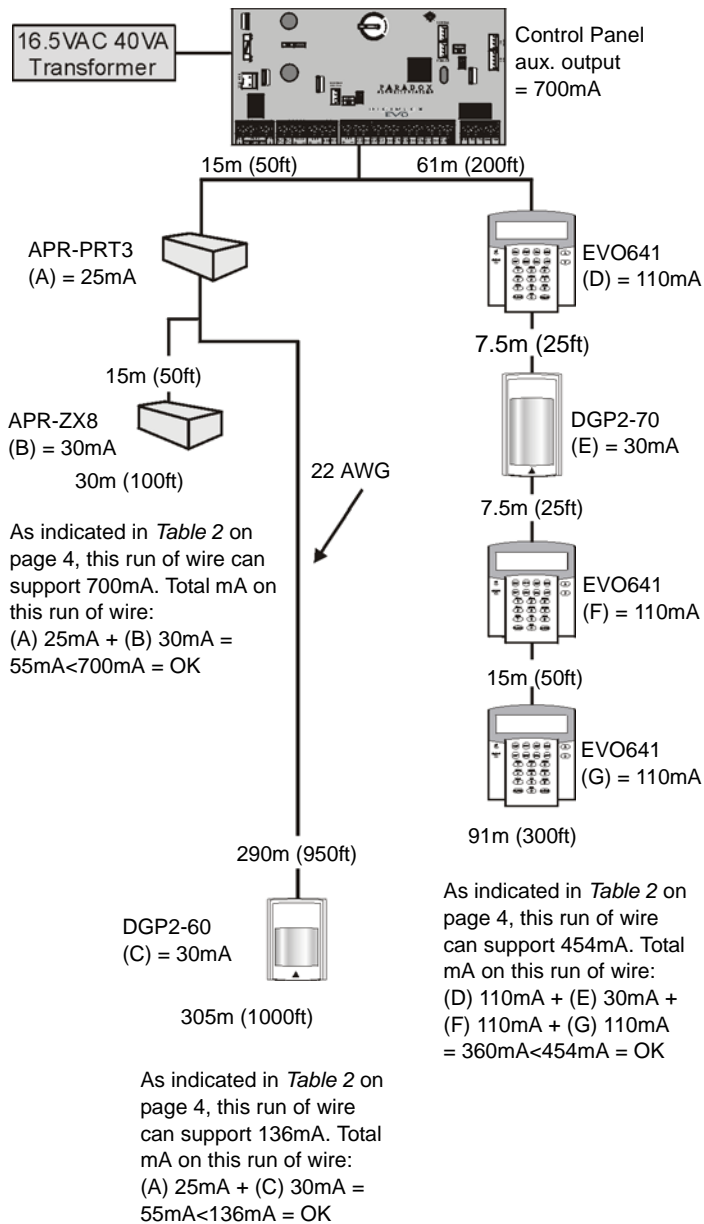 16.5VAC 40VA
Transformer
PARADOX
EVO
Control Panel
aux. output
= 700mA
15m (50ft)
61m (200ft)
APR-PRT3
(A) = 25mA
EVO641
(D) = 110mA
7.5m (25ft)
15m (50ft)
APR-ZX8
(B) = 30mA
30m (100ft)
22 AWG
DGP2-70
(E) = 30mA
7.5m (25ft)
As indicated in Table 2 on
page 4, this run of wire can
support 700mA. Total mA on
this run of wire:
(A) 25mA + (B) 30mA =
55mA<700mA = OK
EVO641
(F) = 110mA
15m (50ft)
EVO641
(G) = 110mA
91m (300ft)
290m (950ft)
DGP2-60
(C) = 30mA
305m (1000ft)
As indicated in Table 2 on
page 4, this run of wire
can support 454mA. Total
mA on this run of wire:
(D) 110mA + (E) 30mA +
(F) 110mA + (G) 110mA
= 360mA<454mA = OK
As indicated in Table 2 on
page 4, this run of wire
can support 136mA. Total
mA on this run of wire:
(A) 25mA + (C) 30mA =
55mA<136mA = OK